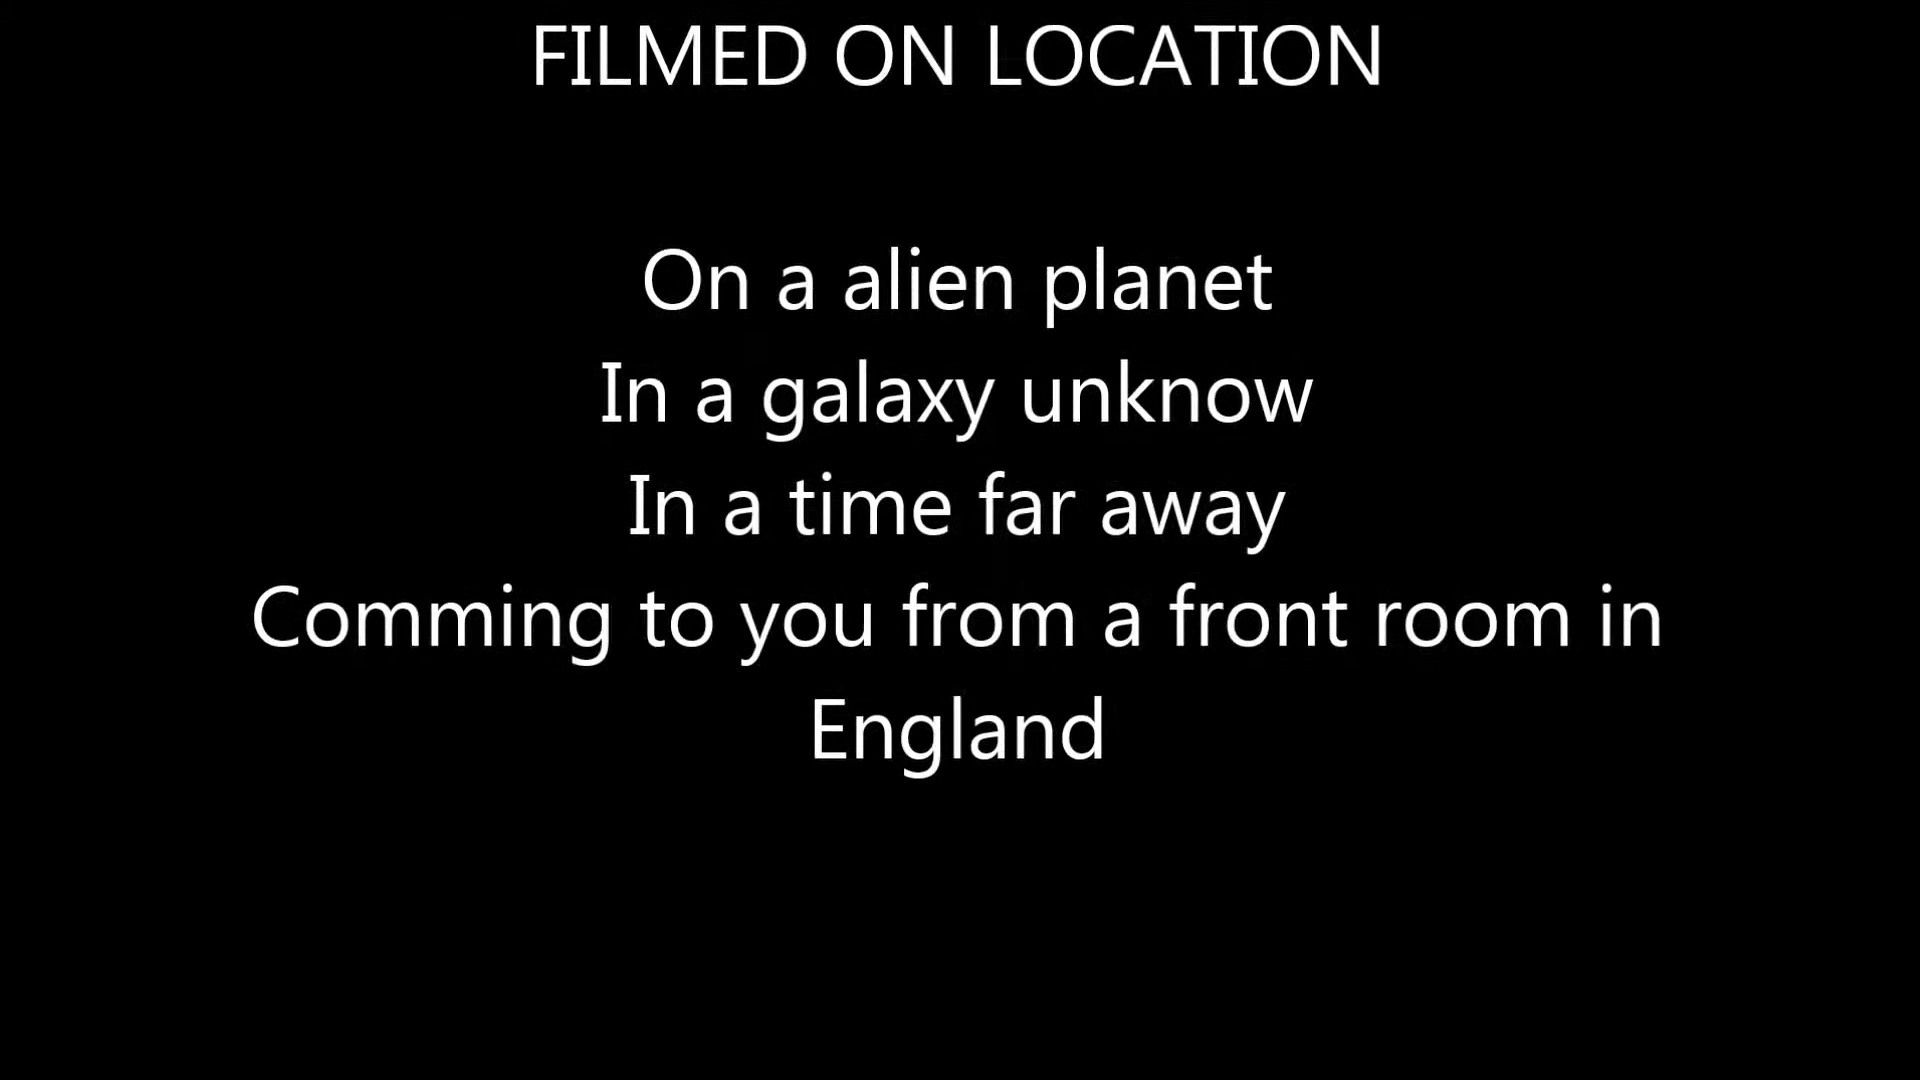 FILMED ON LOCATION
On a alien planet
In a galaxy unknow
In a time far away
Comming to you from a front room in
England